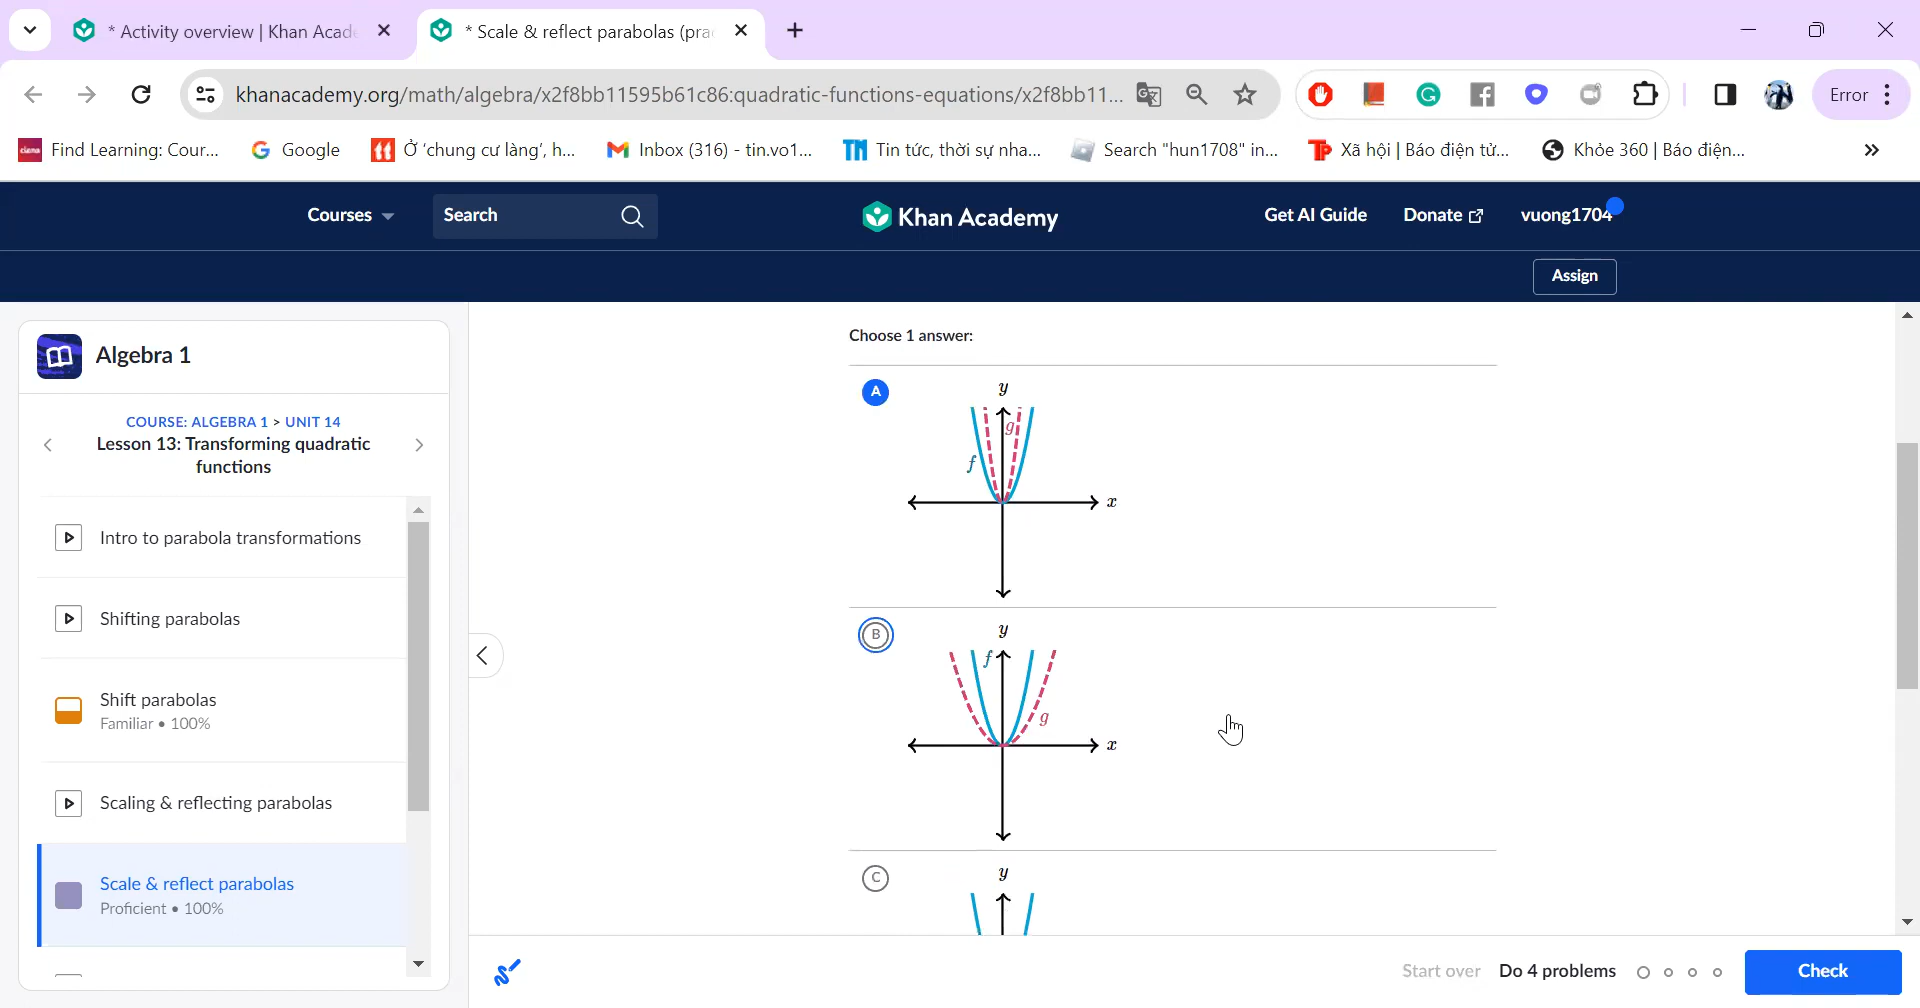 * Activity overview | Khan Acade
* Scale & reflect parabolas (prac
khanacademy.org/math/algebra/x2f8bb11595b61c86:quadratic-functions-equations/x2f8bb11...
Error
Find Learning: Cour...
Google
Ở 'chung cư làng', h...
Inbox (316) - tin.vo1...
Tin tức, thời sự nha...
Search "hun1708" in...
Xã hội | Báo điện tử...
Khỏe 360 | Báo điện...
Courses
Search
Khan Academy
Get AI Guide
Donate
vuong1704
Assign
Algebra 1
COURSE: ALGEBRA 1 > UNIT 14
Lesson 13: Transforming quadratic
functions
Intro to parabola transformations
Shifting parabolas
Shift parabolas
Familiar • 100%
Scaling & reflecting parabolas
Scale & reflect parabolas
Proficient • 100%
Choose 1 answer:
A
y
g
f
x
B
y
f
g
x
C
y
Start over
Do 4 problems
Check